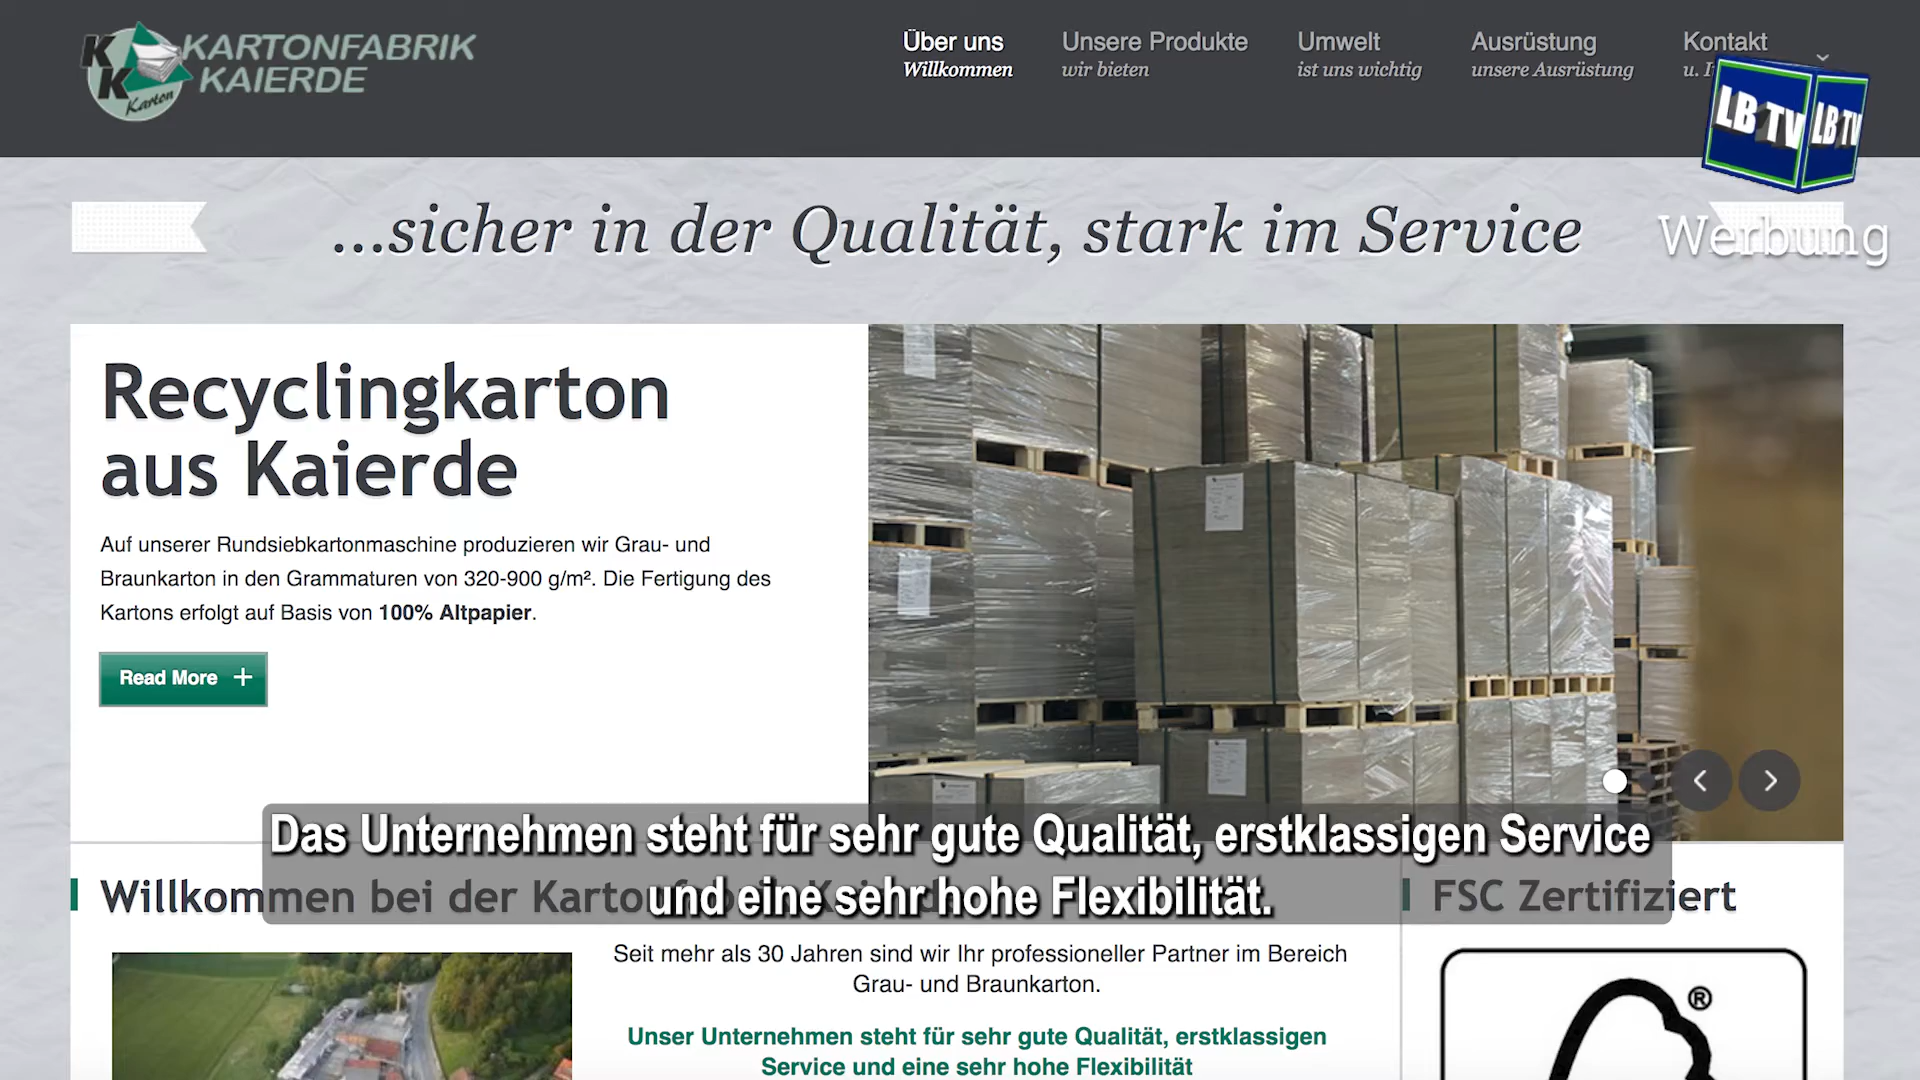 KK Karton
KARTONFABRIK
KAIERDE
Über uns
Willkommen
Unsere Produkte
wir bieten
Umwelt
ist uns wichtig
Ausrüstung
unsere Ausrüstung
Kontakt
LB TV LB TV
Werbung
...sicher in der Qualität, stark im Service
Recyclingkarton
aus Kaierde
Auf unserer Rundsiebkartonmaschine produzieren wir Grau- und
Braunkarton in den Grammaturen von 320-900 g/m². Die Fertigung des
Kartons erfolgt auf Basis von 100% Altpapier.
Read More +
Das Unternehmen steht für sehr gute Qualität, erstklassigen Service
und eine sehr hohe Flexibilität.
Willkommen bei der
FSC Zertifiziert
Seit mehr als 30 Jahren sind wir Ihr professioneller Partner im Bereich
Grau- und Braunkarton.
Unser Unternehmen steht für sehr gute Qualität, erstklassigen
Service und eine sehr hohe Flexibilität
®